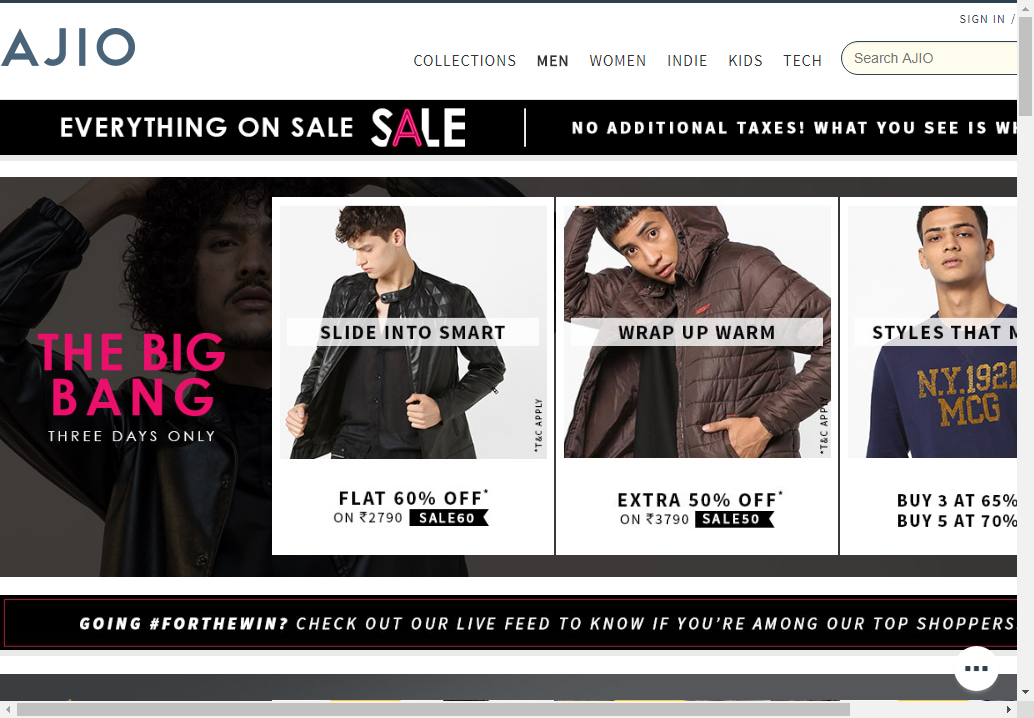 SIGN IN /
AJIO
COLLECTIONS MEN WOMEN INDIE KIDS TECH
Search AJIO
EVERYTHING ON SALE SALE
NO ADDITIONAL TAXES! WHAT YOU SEE IS
THE BIG
BANG
THREE DAYS ONLY
SLIDE INTO SMART
*T&C APPLY
FLAT 60% OFF*
ON ₹2790 SALE60
WRAP UP WARM
*T&C APPLY
EXTRA 50% OFF*
ON ₹3790 SALE50
STYLES THAT
N.Y.1921
MCG
BUY 3 AT 65%
BUY 5 AT 70%
GOING #FORTHEWIN? CHECK OUT OUR LIVE FEED TO KNOW IF YOU'RE AMONG OUR TOP SHOPPERS.